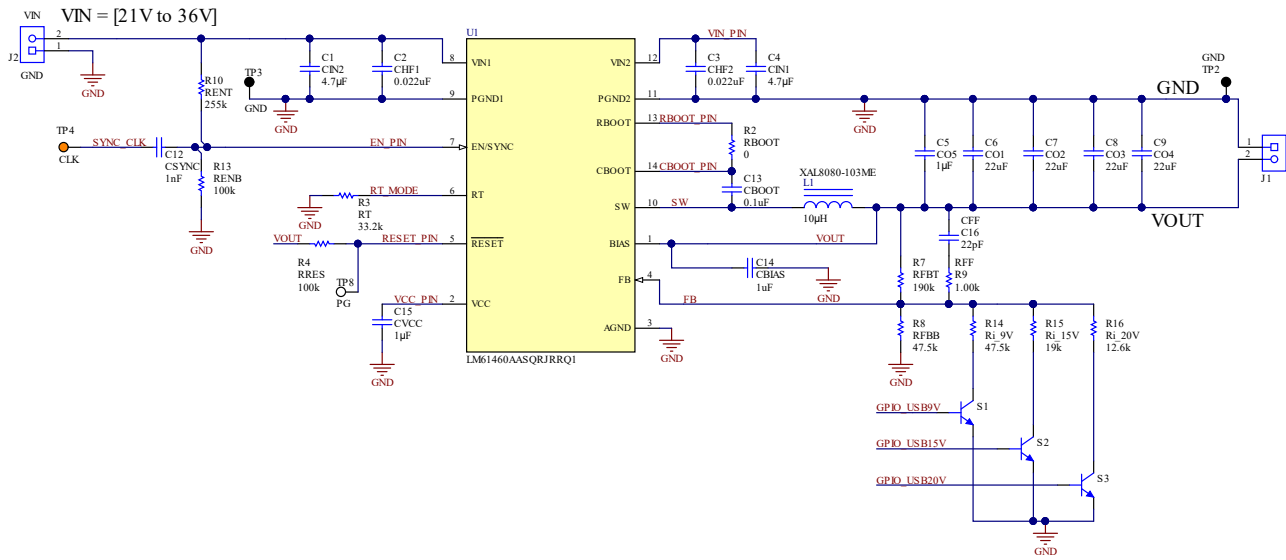 VIN
VIN = [21V to 36V]
2
1
J2
GND
GND
R10
RENT
255k
TP3
GND
GND
C1
CIN2
4.7µF
C2
CHF1
0.022uF
TP4
CLK
SYNC_CLK
C12
CSYNC
1nF
R13
RENB
100k
GND
EN_PIN
GND
RT_MODE
R3
RT
33.2k
VOUT
RESET_PIN
R4
RRES
100k
TP8
PG
VCC_PIN
C15
CVCC
1µF
GND
U1
8
VIN1
9
PGND1
7
EN/SYNC
6
RT
5
RESET
2
VCC
LM61460AASQRJRRQ1
VIN2
12
PGND2
11
RBOOT
13
CBOOT
14
SW
10
BIAS
1
FB
4
AGND
3
GND
VIN_PIN
C3
CHF2
0.022uF
C4
CIN1
4.7µF
RBOOT_PIN
R2
RBOOT
0
CBOOT_PIN
C13
CBOOT
0.1uF
SW
XAL8080-103ME
L1
10µH
VOUT
C14
CBIAS
1uF
GND
FB
GND
C5
CO5
1µF
C6
CO1
22uF
C7
CO2
22uF
C8
CO3
22uF
C9
CO4
22uF
GND
GND
TP2
1
2
J1
VOUT
CFF
C16
22pF
R7
RFBT
190k
RFF
R9
1.00k
R8
RFBB
47.5k
GND
R14
Ri_9V
47.5k
R15
Ri_15V
19k
R16
Ri_20V
12.6k
GPIO_USB9V
S1
GPIO_USB15V
S2
GPIO_USB20V
S3
GND